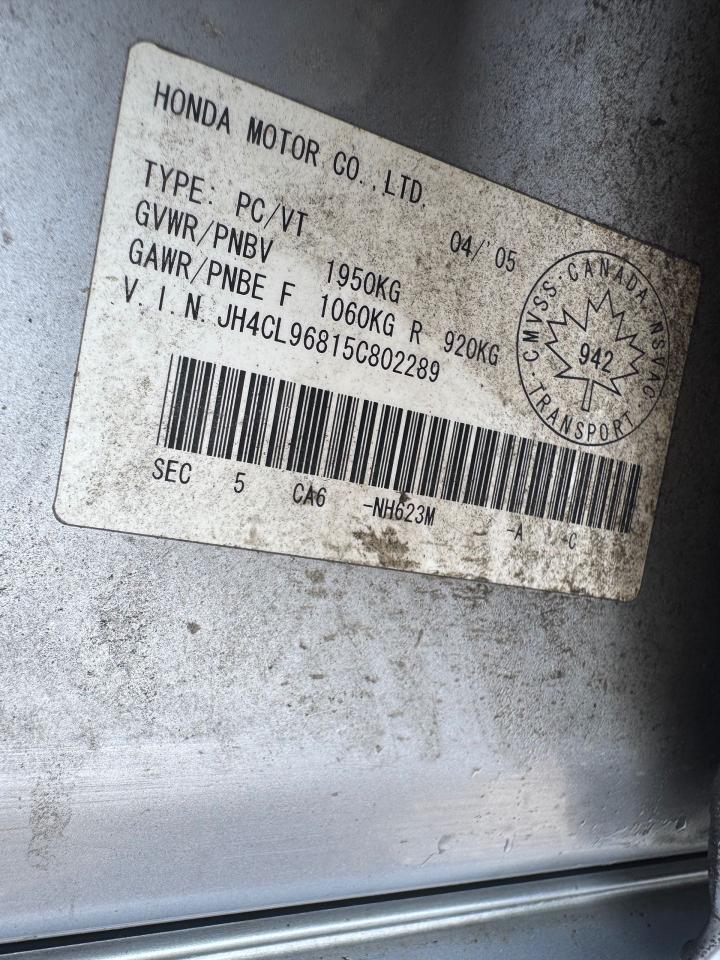 HONDA MOTOR CO.,LTD.
04/'05
TYPE: PC/VT
GVWR/PNBV 1950KG
GAWR/PNBE F 1060KG R 920KG
V.I.N. JH4CL96815C802289
CANADA
CMVSS · NSVAC
942
TRANSPORT
SEC 5 CA6 -NH623M -A C